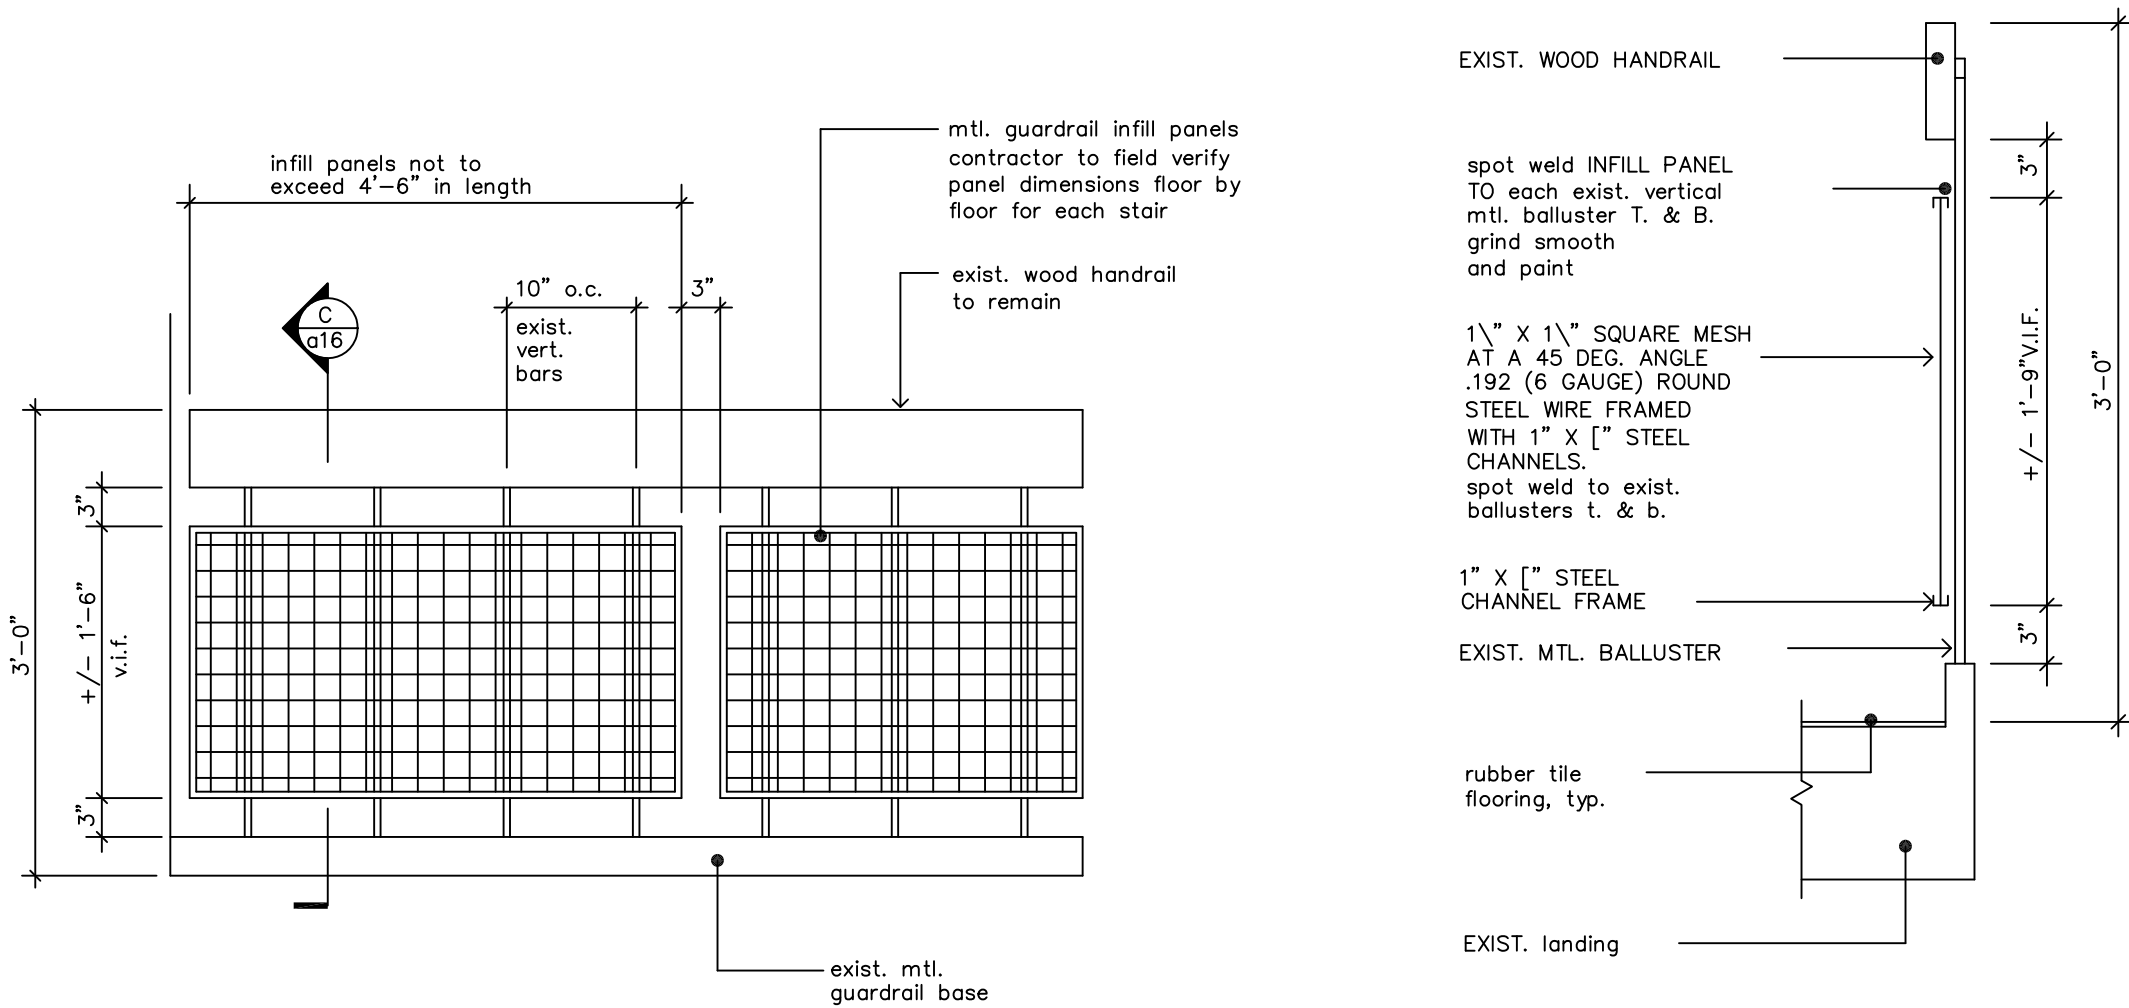 infill panels not to
exceed 4'-6" in length
mtl. guardrail infill panels
contractor to field verify
panel dimensions floor by
floor for each stair
exist. wood handrail
to remain
C
a16
10" o.c.
exist.
vert.
bars
3"
3'-0"
3"
+/- 1'-6"
v.i.f.
3"
exist. mtl.
guardrail base
EXIST. WOOD HANDRAIL
spot weld INFILL PANEL
TO each exist. vertical
mtl. balluster T. & B.
grind smooth
and paint
1\" X 1\" SQUARE MESH
AT A 45 DEG. ANGLE
.192 (6 GAUGE) ROUND
STEEL WIRE FRAMED
WITH 1" X [" STEEL
CHANNELS.
spot weld to exist.
ballusters t. & b.
1" X [" STEEL
CHANNEL FRAME
EXIST. MTL. BALLUSTER
rubber tile
flooring, typ.
EXIST. landing
3"
+/- 1'-9"V.I.F.
3"
3'-0"